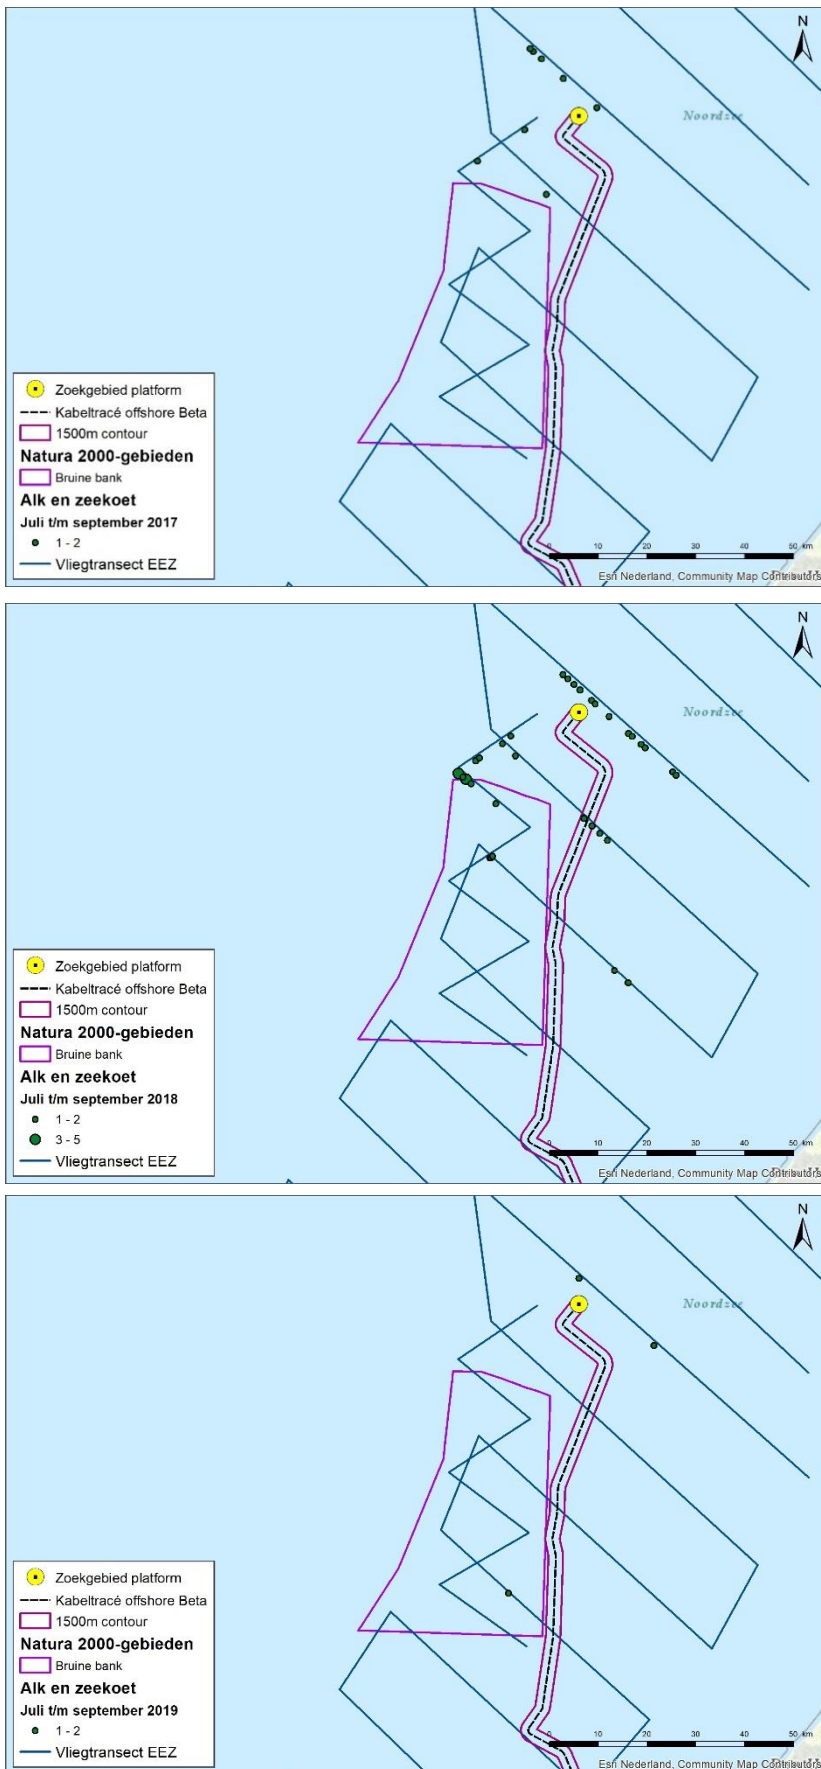 N
Noordzee
Zoekgebied platform
Kabeltracé offshore Beta
1500m contour
Natura 2000-gebieden
Bruine bank
Alk en zeekoet
Juli t/m september 2017
1 - 2
Vliegtransect EEZ
0 10 20 30 40 50 km
Esri Nederland, Community Map Contributors
N
Noordzee
Zoekgebied platform
Kabeltracé offshore Beta
1500m contour
Natura 2000-gebieden
Bruine bank
Alk en zeekoet
Juli t/m september 2018
1 - 2
3 - 5
Vliegtransect EEZ
0 10 20 30 40 50 km
Esri Nederland, Community Map Contributors
N
Noordzee
Zoekgebied platform
Kabeltracé offshore Beta
1500m contour
Natura 2000-gebieden
Bruine bank
Alk en zeekoet
Juli t/m september 2019
1 - 2
Vliegtransect EEZ
0 10 20 30 40 50 km
Esri Nederland, Community Map Contributors